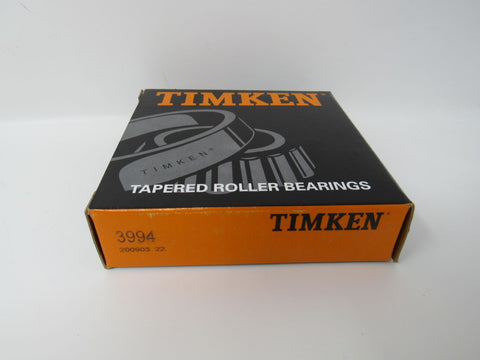 TIMKEN
TIMKEN®
TAPERED ROLLER BEARINGS
3994
200903 22
TIMKEN